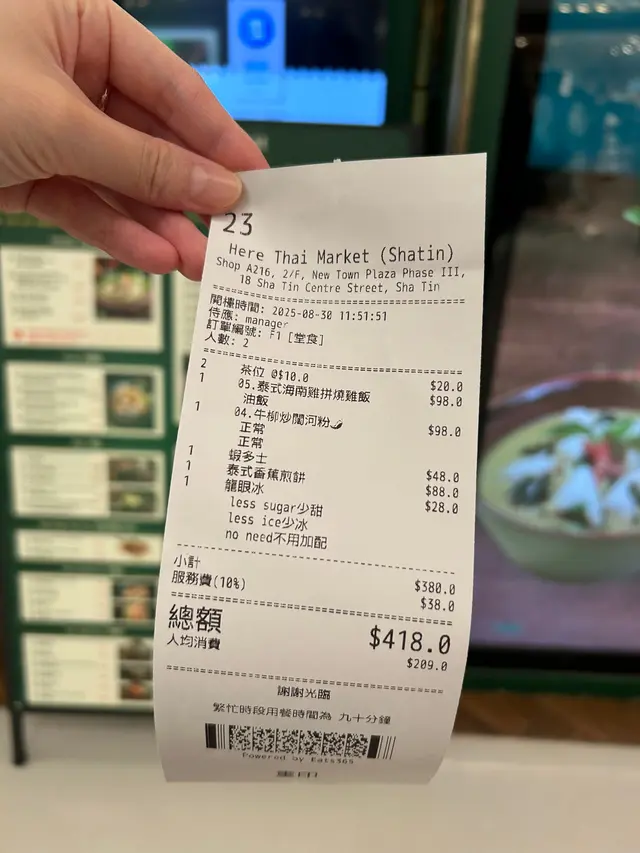 23
Here Thai Market (Shatin)
Shop A216, 2/F, New Town Plaza Phase III,
18 Sha Tin Centre Street, Sha Tin
開檯時間: 2025-08-30 11:51:51
侍應: manager
訂單編號: F1 [堂食]
人數: 2
2 茶位 @$10.0 $20.0
1 05.泰式海南雞拼燒雞飯 $98.0
油飯
1 04.牛柳炒闊河粉🌶 $98.0
正常
正常
1 蝦多士 $48.0
1 泰式香蕉煎餅 $88.0
1 龍眼冰 $28.0
less sugar少甜
less ice少冰
no need不用加配
小計 $380.0
服務費(10%) $38.0
總額 $418.0
人均消費 $209.0
謝謝光臨
繁忙時段用餐時間為 九十分鐘
Powered by Eats365
重印